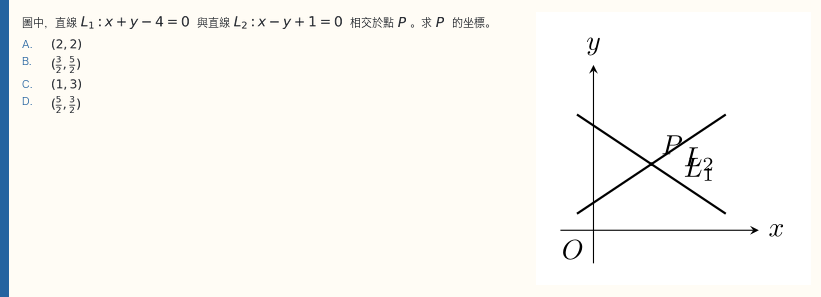 圖中，直線 L₁ : x + y − 4 = 0 與直線 L₂ : x − y + 1 = 0 相交於點 P 。求 P 的坐標。
A. (2, 2)
B. (3/2, 5/2)
C. (1, 3)
D. (5/2, 3/2)
y
P
L₂
L₁
x
O